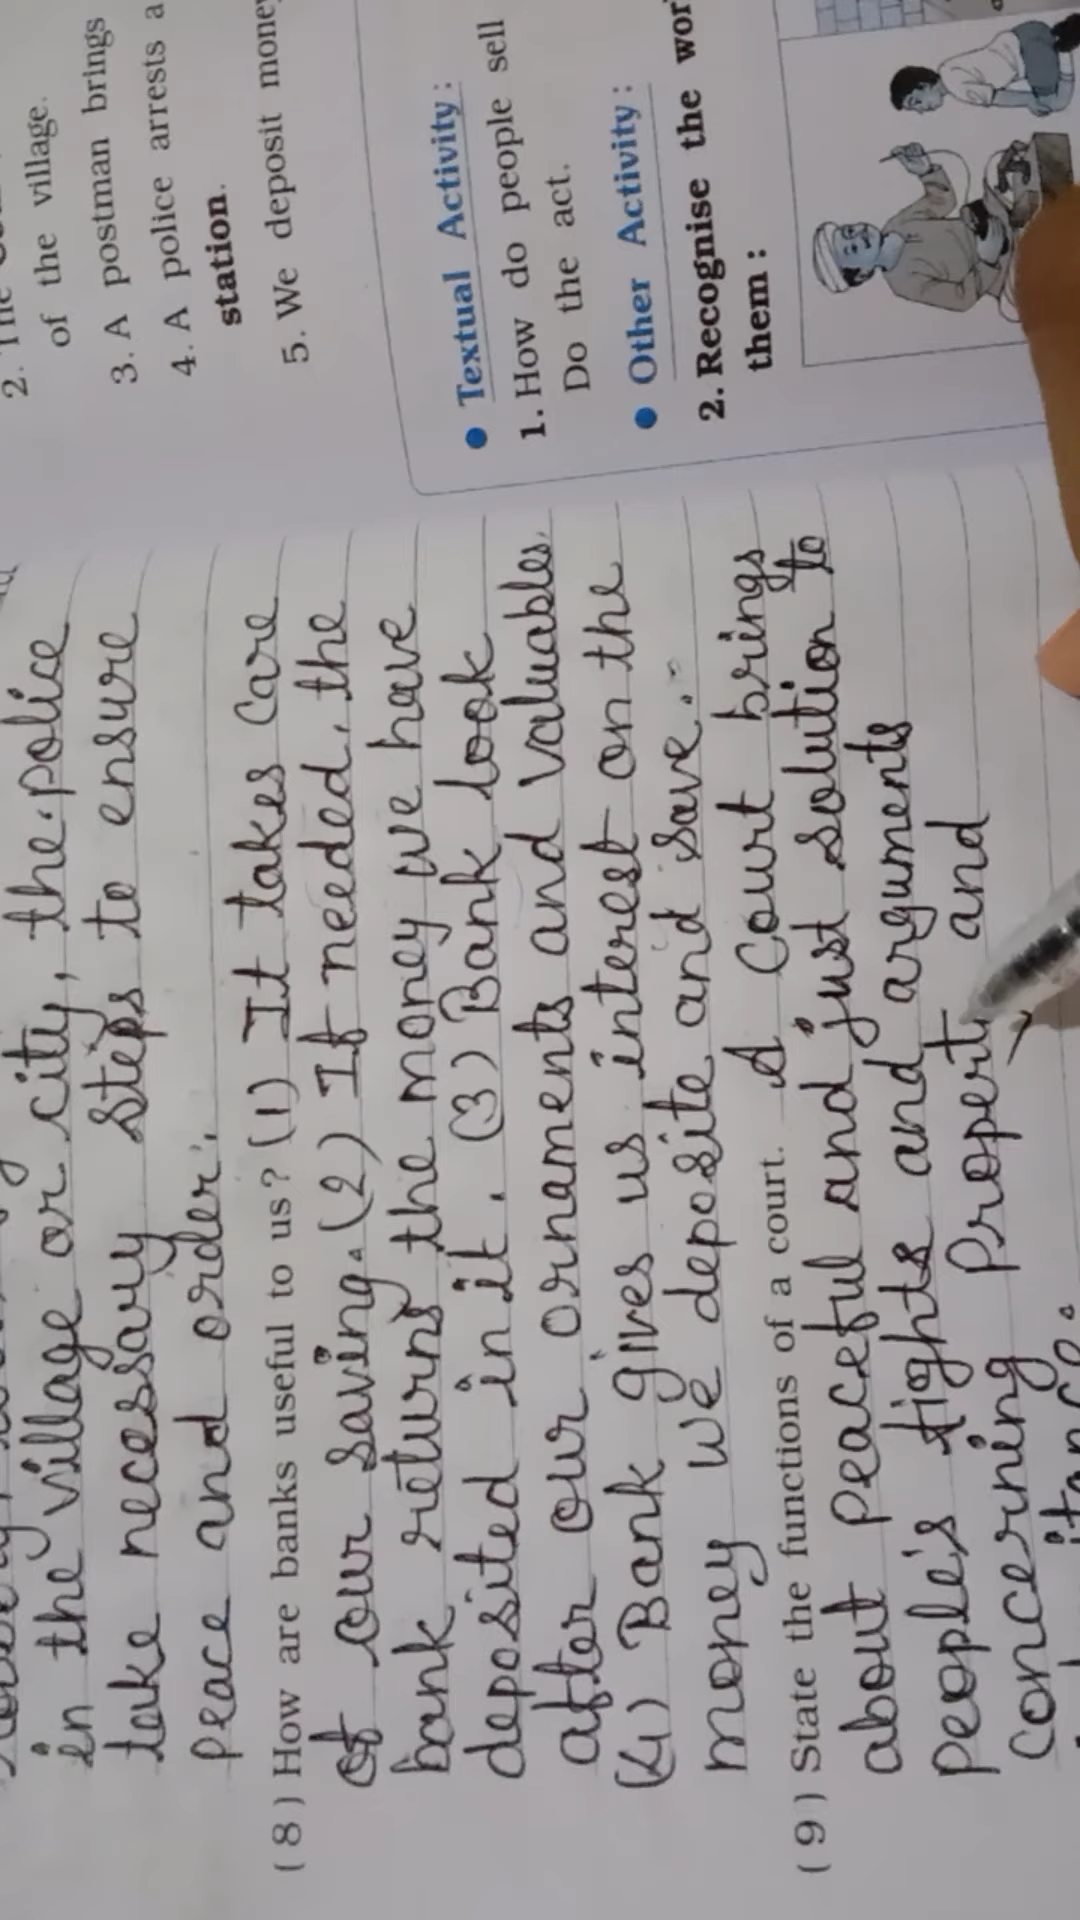 in the village or city, the police
take necessary steps to ensure
peace and order.
(8) How are banks useful to us? (1) It takes care
of our saving. (2) If needed, the
bank returns the money we have
deposited in it. (3) Bank look
after our ornaments and valuables.
(4) Bank gives us interest on the
money we deposite and save.
(9) State the functions of a court. A Court brings
about peaceful and just solution to
people's rights and arguments
concerning Propert and
of the village.
3. A postman brings
4. A police arrests a
station.
5. We deposit money
• Textual Activity :
1. How do people sell
Do the act.
• Other Activity :
2. Recognise the
them :